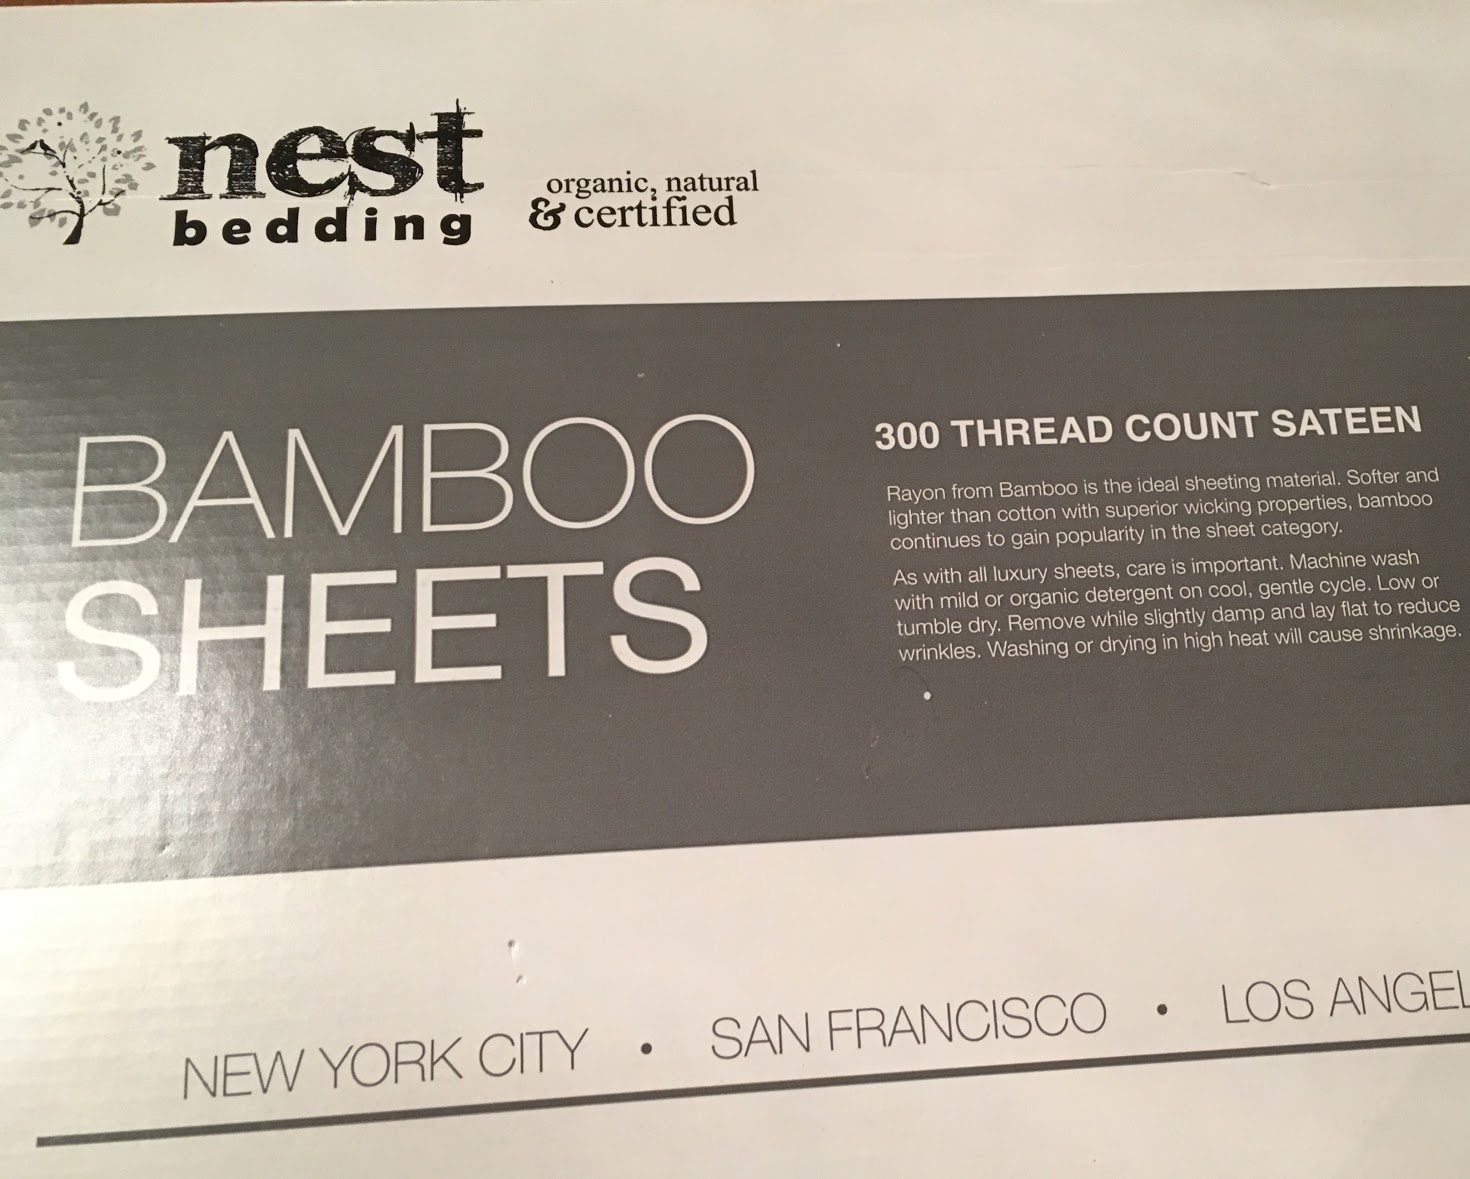 nest
bedding
organic, natural
& certified
BAMBOO
SHEETS
300 THREAD COUNT SATEEN
Rayon from Bamboo is the ideal sheeting material. Softer and
lighter than cotton with superior wicking properties, bamboo
continues to gain popularity in the sheet category.
As with all luxury sheets, care is important. Machine wash
with mild or organic detergent on cool, gentle cycle. Low or
tumble dry. Remove while slightly damp and lay flat to reduce
wrinkles. Washing or drying in high heat will cause shrinkage.
NEW YORK CITY • SAN FRANCISCO • LOS ANGEL